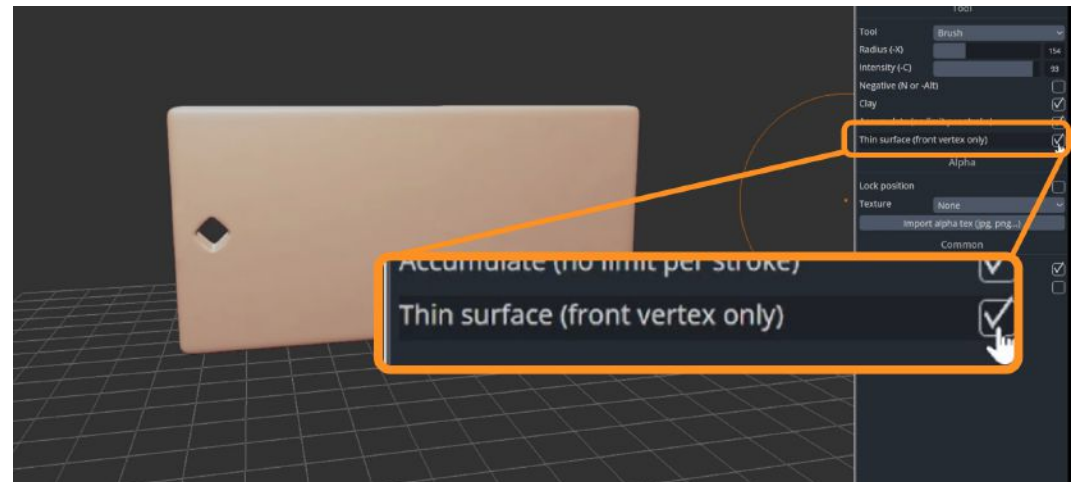 Tool
Tool Brush
Radius (-X) 154
Intensity (-C) 93
Negative (N or -Alt)
Clay
Thin surface (front vertex only)
Alpha
Lock position
Texture None
Import alpha tex (jpg, png...)
Common
Accumulate (no limit per stroke)
Thin surface (front vertex only)